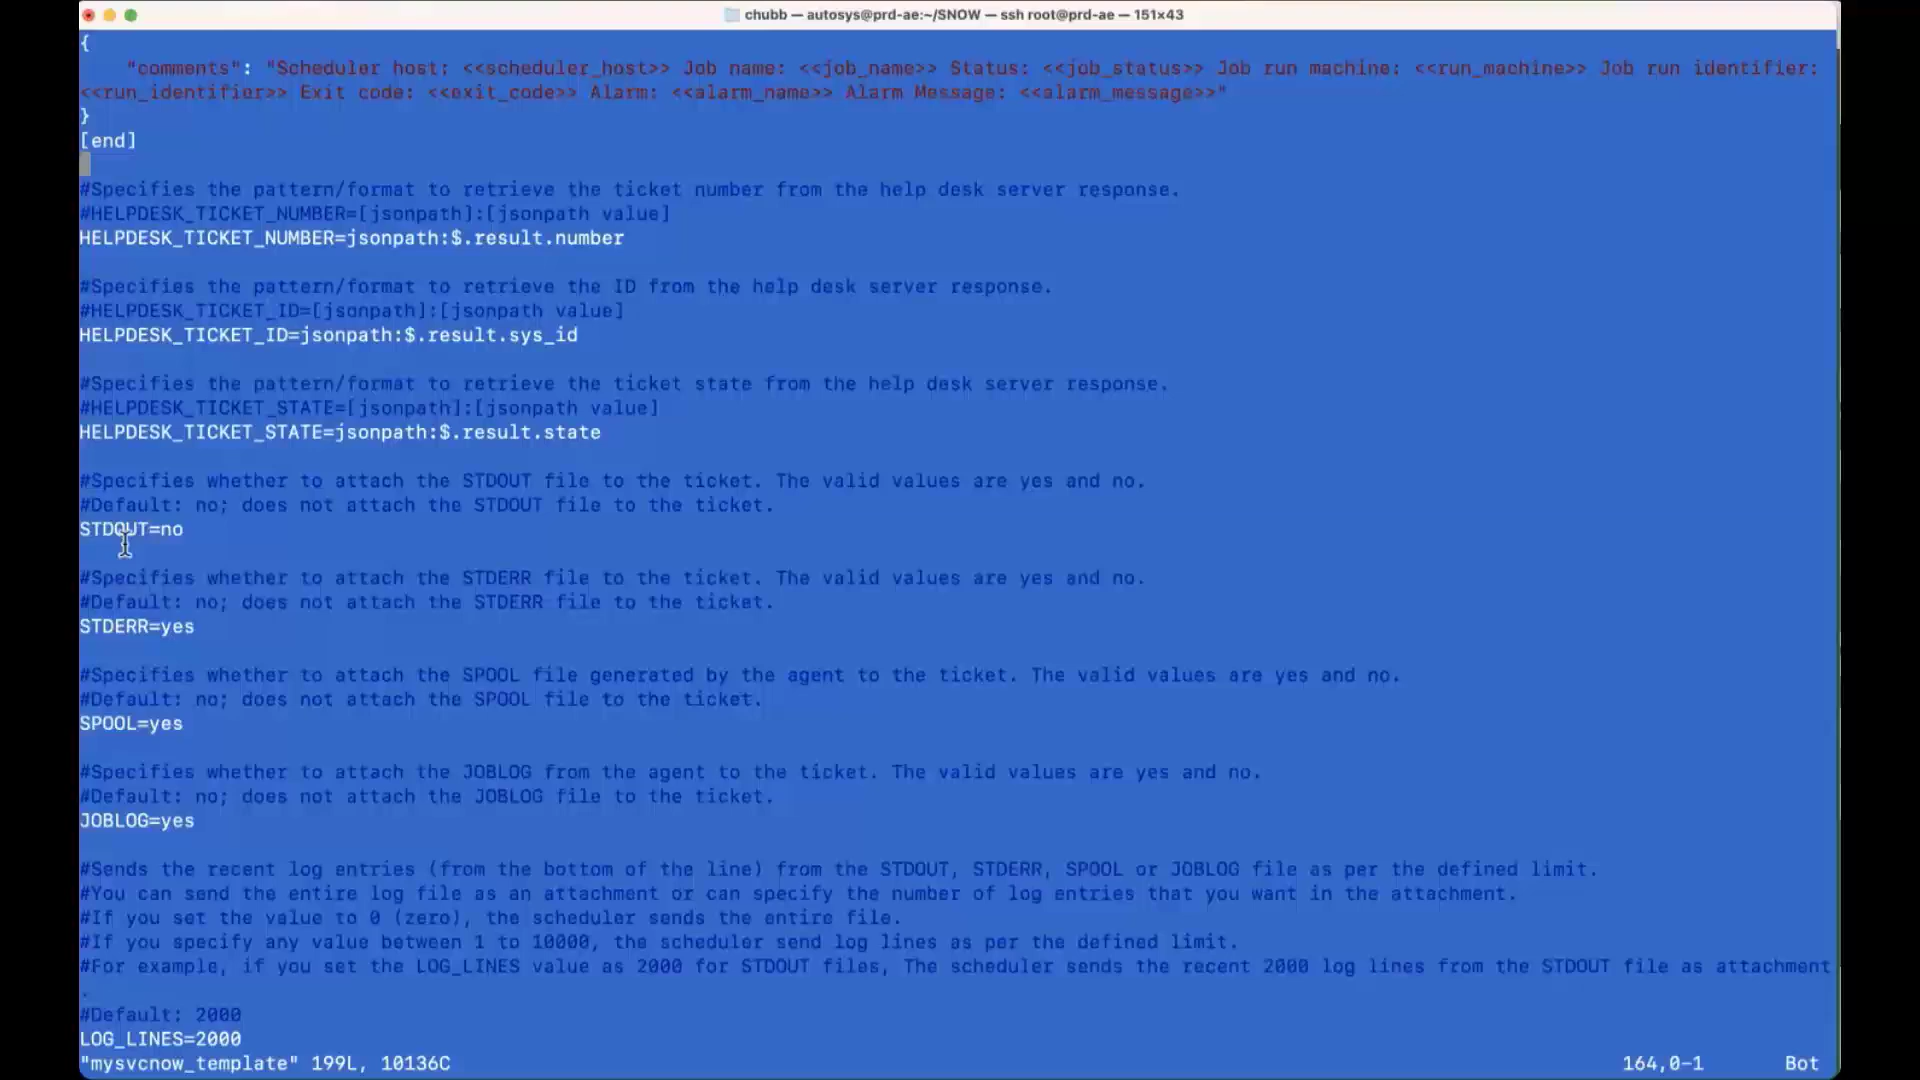 chubb — autosys@prd-ae:~/SNOW — ssh root@prd-ae — 151×43
{
"comments": "Scheduler host: <<scheduler_host>> Job name: <<job_name>> Status: <<job_status>> Job run machine: <<run_machine>> Job run identifier:
<<run_identifier>> Exit code: <<exit_code>> Alarm: <<alarm_name>> Alarm Message: <<alarm_message>>"
}
[end]
#Specifies the pattern/format to retrieve the ticket number from the help desk server response.
#HELPDESK_TICKET_NUMBER=[jsonpath]:[jsonpath value]
HELPDESK_TICKET_NUMBER=jsonpath:$.result.number
#Specifies the pattern/format to retrieve the ID from the help desk server response.
#HELPDESK_TICKET_ID=[jsonpath]:[jsonpath value]
HELPDESK_TICKET_ID=jsonpath:$.result.sys_id
#Specifies the pattern/format to retrieve the ticket state from the help desk server response.
#HELPDESK_TICKET_STATE=[jsonpath]:[jsonpath value]
HELPDESK_TICKET_STATE=jsonpath:$.result.state
#Specifies whether to attach the STDOUT file to the ticket. The valid values are yes and no.
#Default: no; does not attach the STDOUT file to the ticket.
STDOUT=no
#Specifies whether to attach the STDERR file to the ticket. The valid values are yes and no.
#Default: no; does not attach the STDERR file to the ticket.
STDERR=yes
#Specifies whether to attach the SPOOL file generated by the agent to the ticket. The valid values are yes and no.
#Default: no; does not attach the SPOOL file to the ticket.
SPOOL=yes
#Specifies whether to attach the JOBLOG from the agent to the ticket. The valid values are yes and no.
#Default: no; does not attach the JOBLOG file to the ticket.
JOBLOG=yes
#Sends the recent log entries (from the bottom of the line) from the STDOUT, STDERR, SPOOL or JOBLOG file as per the defined limit.
#You can send the entire log file as an attachment or can specify the number of log entries that you want in the attachment.
#If you set the value to 0 (zero), the scheduler sends the entire file.
#If you specify any value between 1 to 10000, the scheduler send log lines as per the defined limit.
#For example, if you set the LOG_LINES value as 2000 for STDOUT files, The scheduler sends the recent 2000 log lines from the STDOUT file as attachment
.
#Default: 2000
LOG_LINES=2000
"mysvcnow_template" 199L, 10136C 164,0-1 Bot